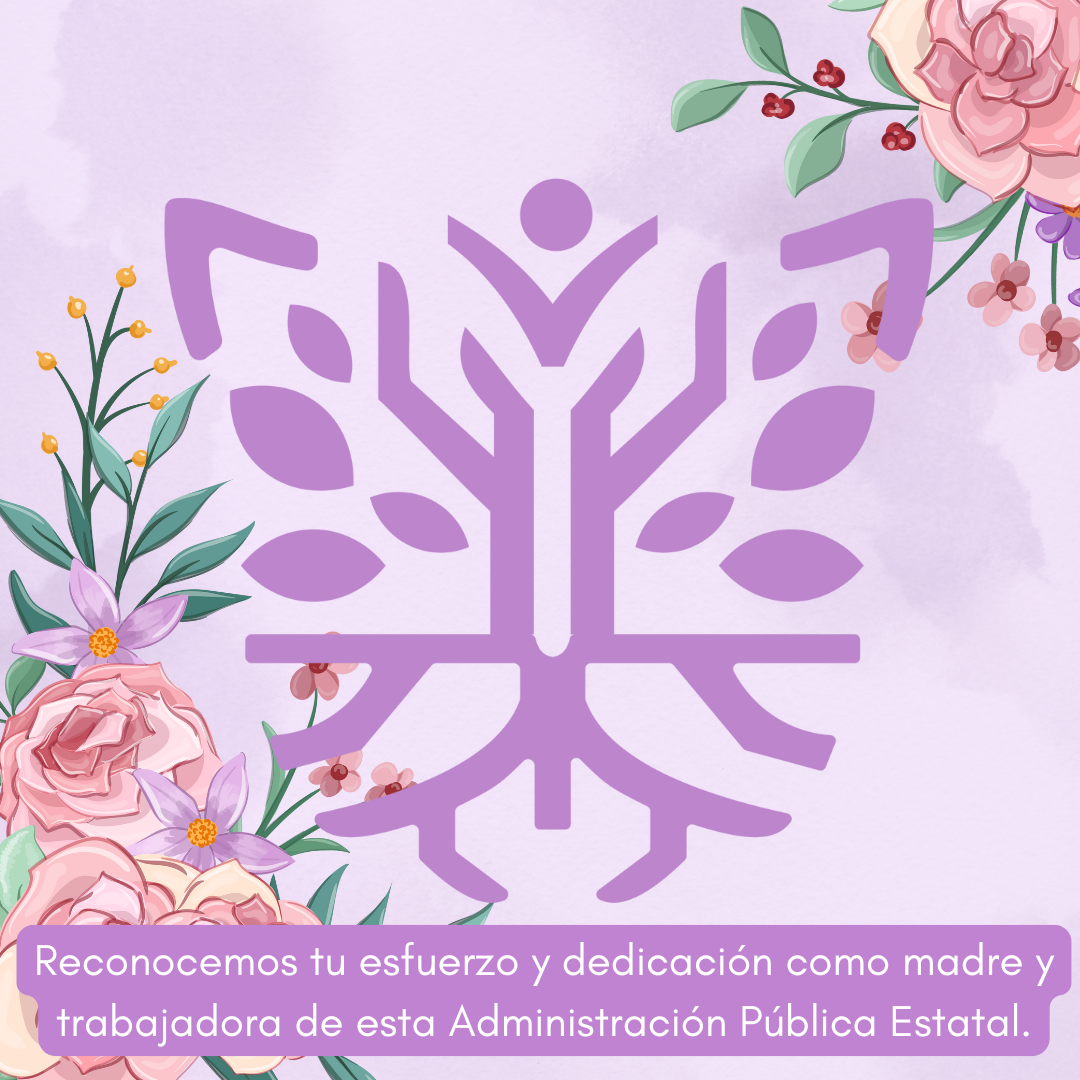 Reconocemos tu esfuerzo y dedicación como madre y
trabajadora de esta Administración Pública Estatal.